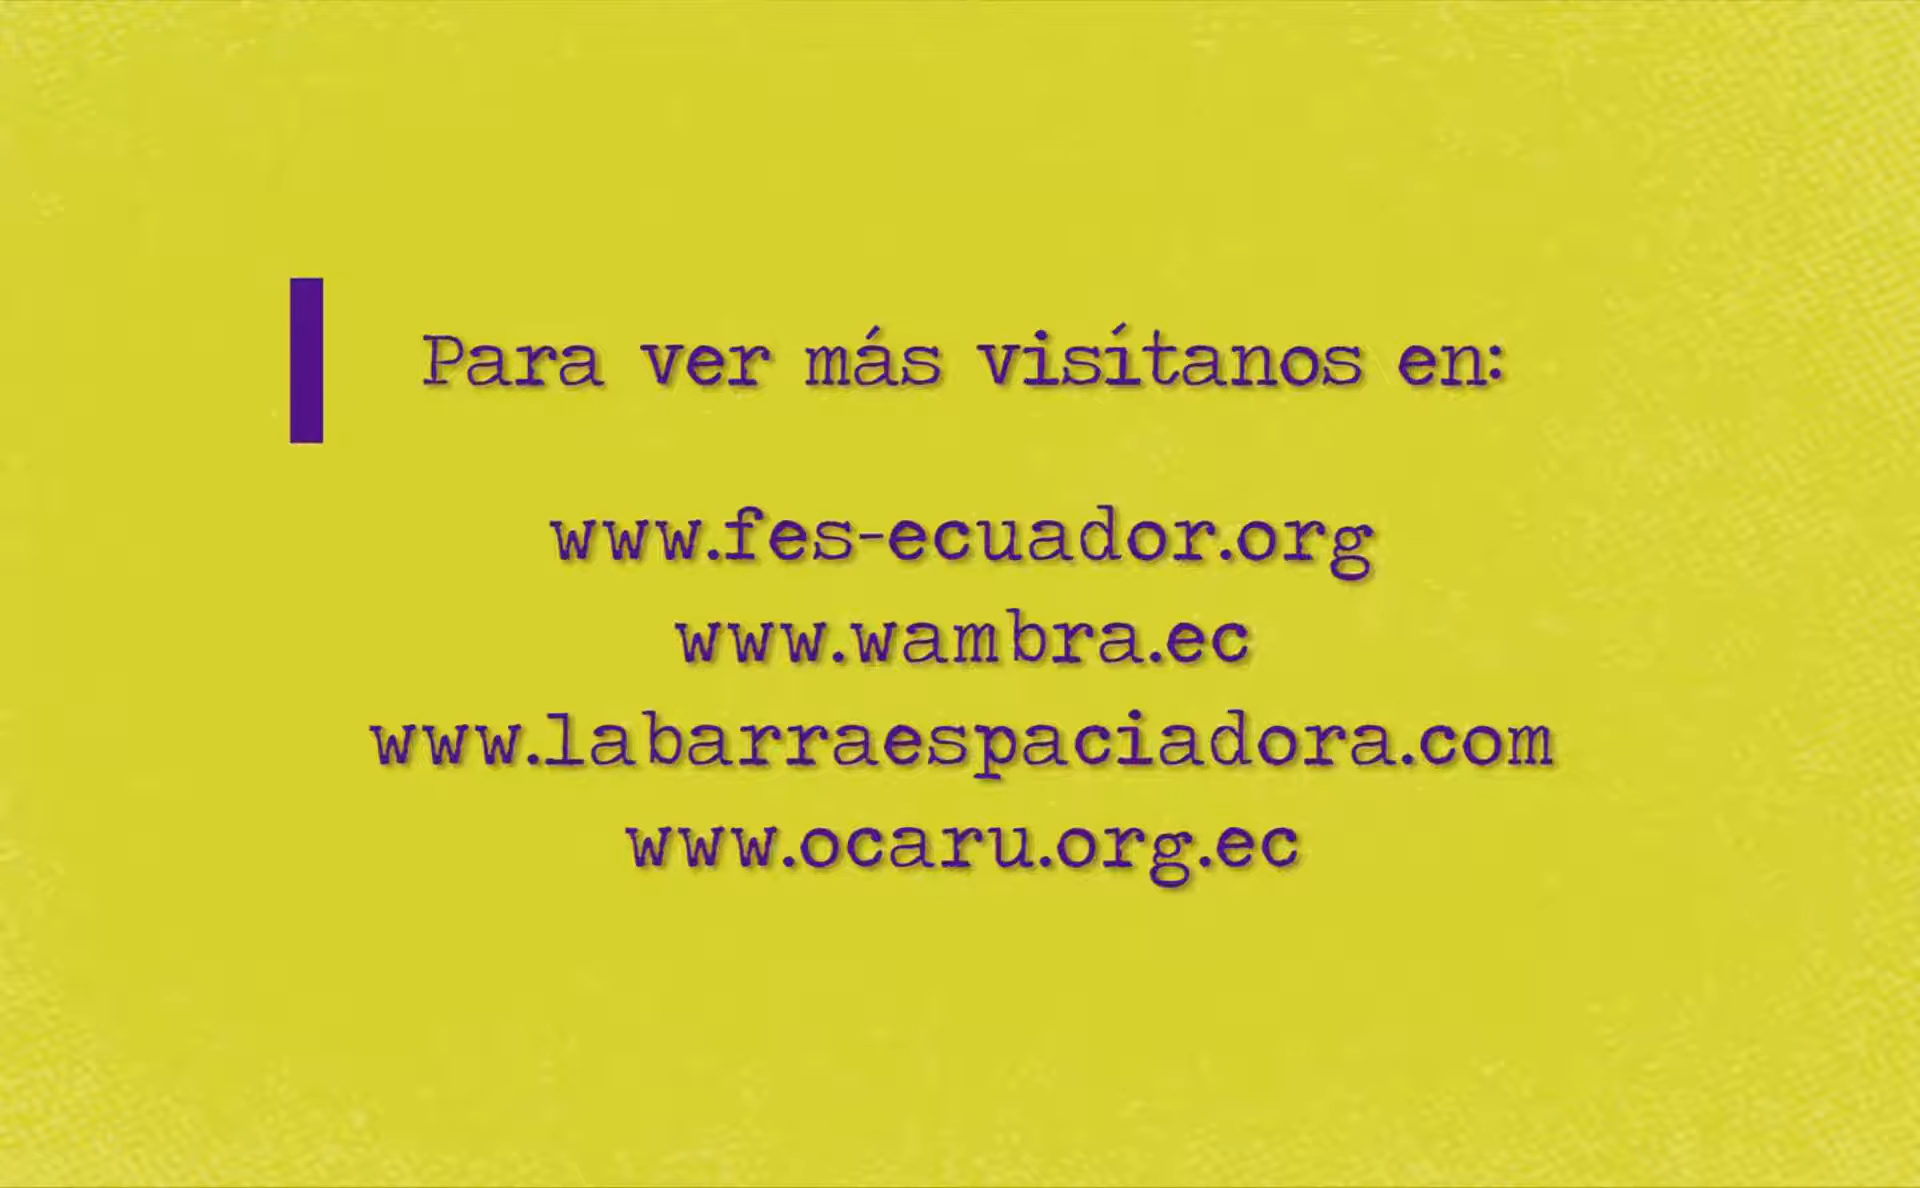 Para ver más visítanos en:
www.fes-ecuador.org
www.wambra.ec
www.labarraespaciadora.com
www.ocaru.org.ec